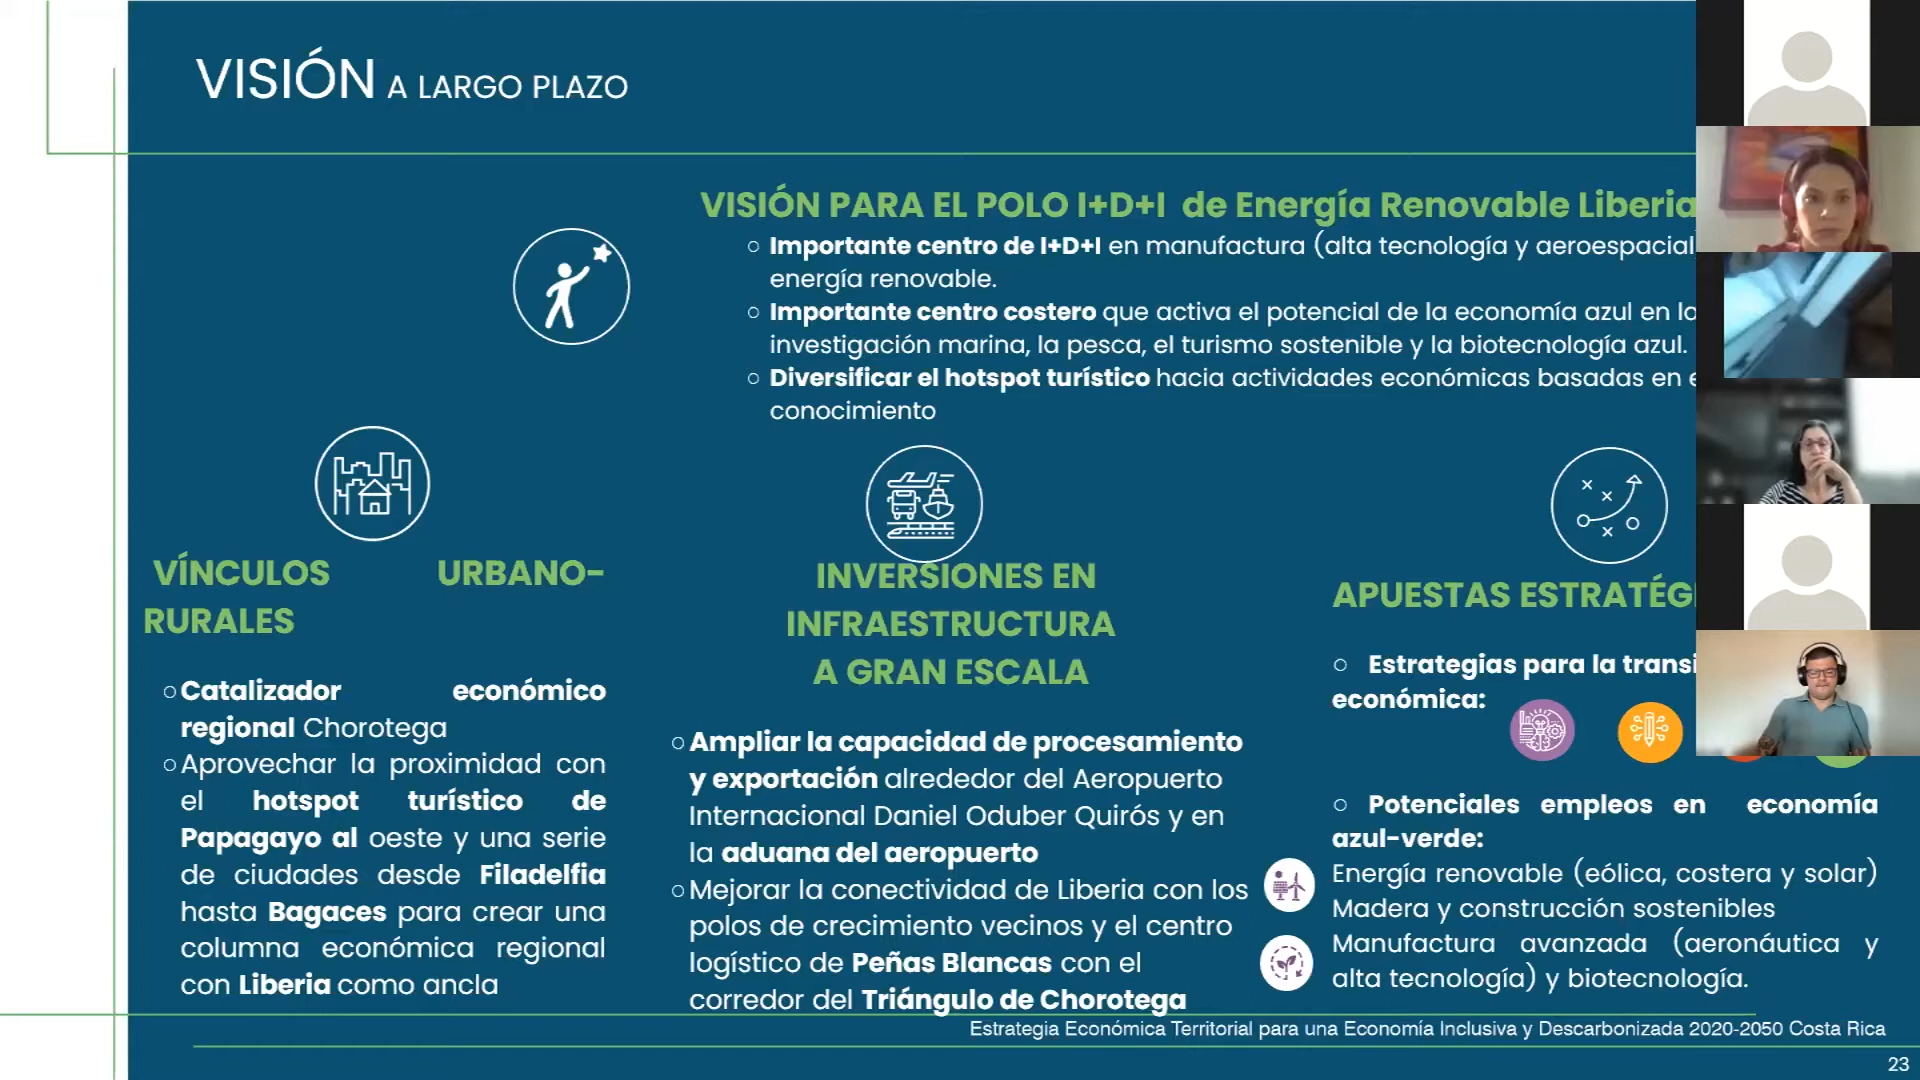 VISIÓN A LARGO PLAZO
VISIÓN PARA EL POLO I+D+I de Energía Renovable Liberia
○ Importante centro de I+D+I en manufactura (alta tecnología y aeroespacial
energía renovable.
○ Importante centro costero que activa el potencial de la economía azul en la
investigación marina, la pesca, el turismo sostenible y la biotecnología azul.
○ Diversificar el hotspot turístico hacia actividades económicas basadas en
conocimiento
VÍNCULOS URBANO-
RURALES
○ Catalizador económico
regional Chorotega
○ Aprovechar la proximidad con
el hotspot turístico de
Papagayo al oeste y una serie
de ciudades desde Filadelfia
hasta Bagaces para crear una
columna económica regional
con Liberia como ancla
INVERSIONES EN
INFRAESTRUCTURA
A GRAN ESCALA
○ Ampliar la capacidad de procesamiento
y exportación alrededor del Aeropuerto
Internacional Daniel Oduber Quirós y en
la aduana del aeropuerto
○ Mejorar la conectividad de Liberia con los
polos de crecimiento vecinos y el centro
logístico de Peñas Blancas con el
corredor del Triángulo de Chorotega
APUESTAS ESTRATÉG
○ Estrategias para la transi
económica:
○ Potenciales empleos en economía
azul-verde:
Energía renovable (eólica, costera y solar)
Madera y construcción sostenibles
Manufactura avanzada (aeronáutica y
alta tecnología) y biotecnología.
Estrategia Económica Territorial para una Economía Inclusiva y Descarbonizada 2020-2050 Costa Rica
23